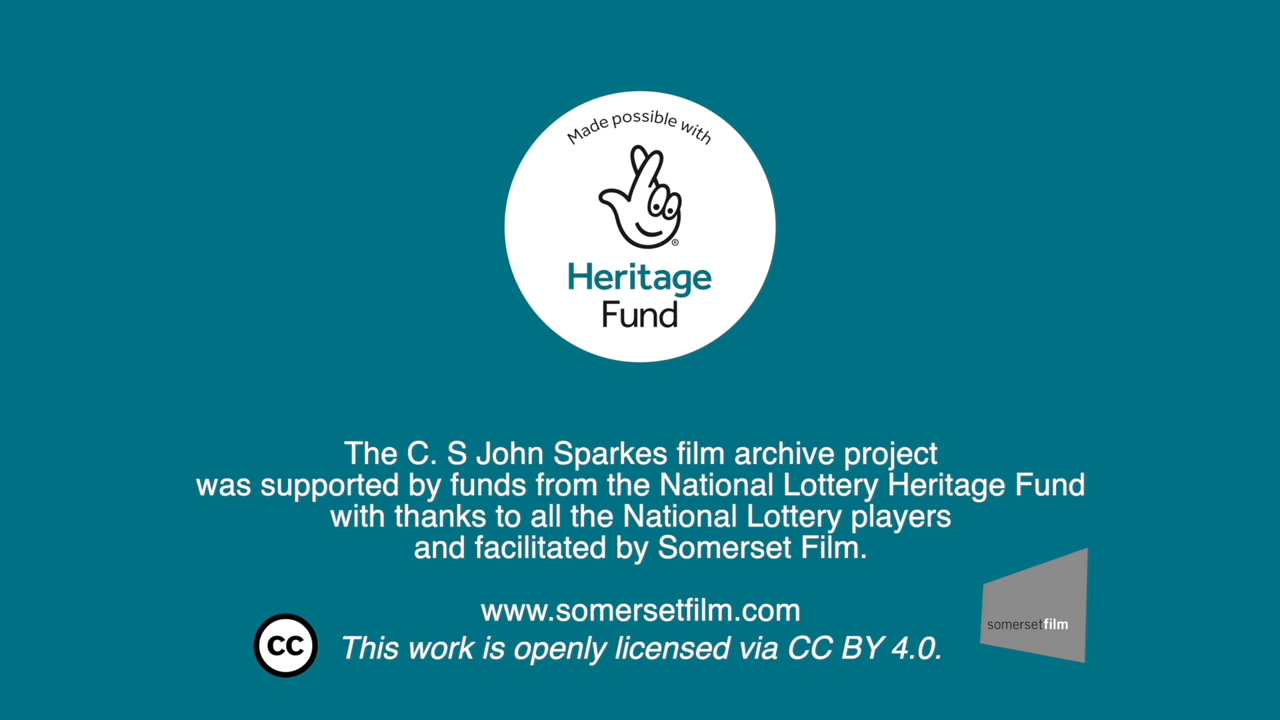 Made possible with
®
Heritage
Fund
The C. S John Sparkes film archive project
was supported by funds from the National Lottery Heritage Fund
with thanks to all the National Lottery players
and facilitated by Somerset Film.
somersetfilm
www.somersetfilm.com
cc
This work is openly licensed via CC BY 4.0.